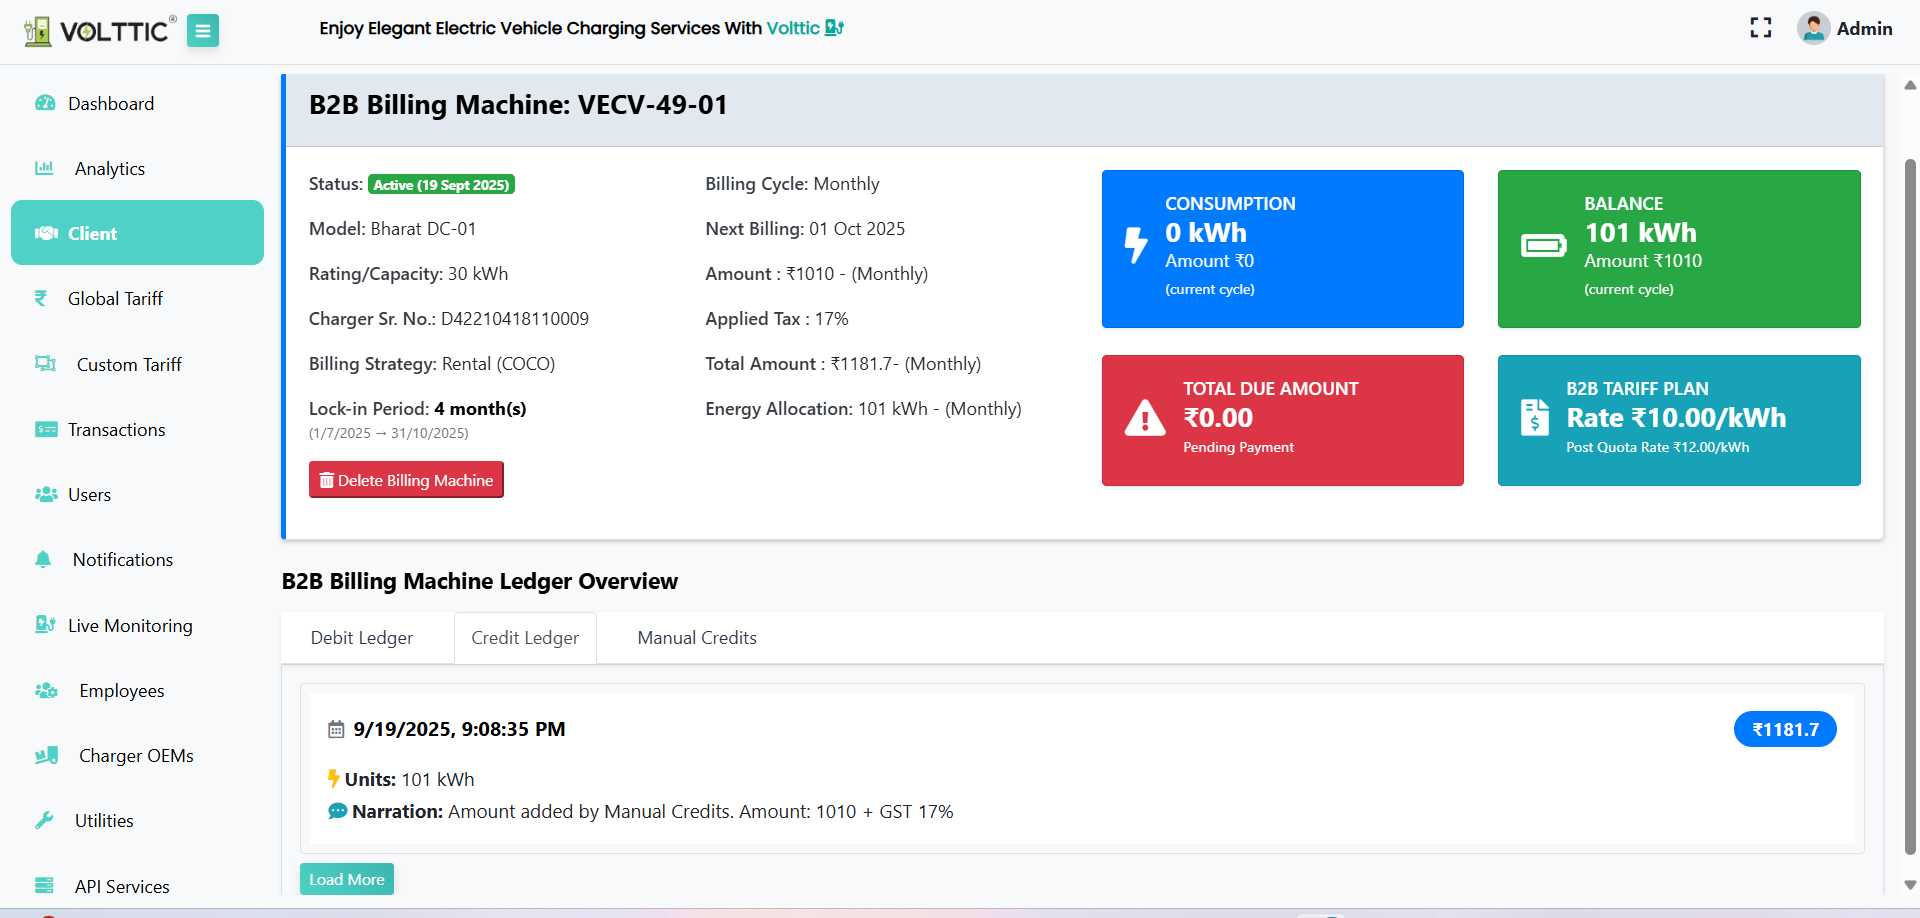 VOLTTIC®
Enjoy Elegant Electric Vehicle Charging Services With Volttic
Admin
Dashboard
Analytics
Client
Global Tariff
Custom Tariff
Transactions
Users
Notifications
Live Monitoring
Employees
Charger OEMs
Utilities
API Services
B2B Billing Machine: VECV-49-01
Status: Active (19 Sept 2025)
Model: Bharat DC-01
Rating/Capacity: 30 kWh
Charger Sr. No.: D42210418110009
Billing Strategy: Rental (COCO)
Lock-in Period: 4 month(s)
(1/7/2025 → 31/10/2025)
Delete Billing Machine
Billing Cycle: Monthly
Next Billing: 01 Oct 2025
Amount : ₹1010 - (Monthly)
Applied Tax : 17%
Total Amount : ₹1181.7- (Monthly)
Energy Allocation: 101 kWh - (Monthly)
CONSUMPTION
0 kWh
Amount ₹0
(current cycle)
BALANCE
101 kWh
Amount ₹1010
(current cycle)
TOTAL DUE AMOUNT
₹0.00
Pending Payment
B2B TARIFF PLAN
Rate ₹10.00/kWh
Post Quota Rate ₹12.00/kWh
B2B Billing Machine Ledger Overview
Debit Ledger
Credit Ledger
Manual Credits
9/19/2025, 9:08:35 PM
₹1181.7
Units: 101 kWh
Narration: Amount added by Manual Credits. Amount: 1010 + GST 17%
Load More